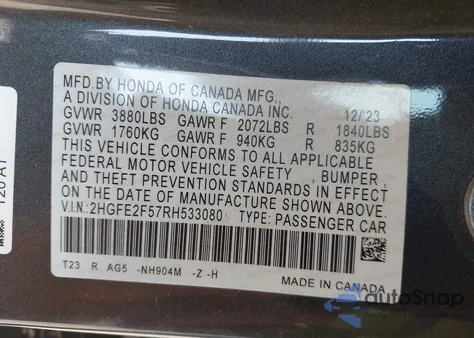 MFD.BY HONDA OF CANADA MFG.,
A DIVISION OF HONDA CANADA INC. 12/23
GVWR 3880LBS GAWR F 2072LBS R 1840LBS
GVWR 1760KG GAWR F 940KG R 835KG
THIS VEHICLE CONFORMS TO ALL APPLICABLE
FEDERAL MOTOR VEHICLE SAFETY , BUMPER
AND THEFT PREVENTION STANDARDS IN EFFECT
ON THE DATE OF MANUFACTURE SHOWN ABOVE.
V.I.N.: 2HGFE2F57RH533080 TYPE: PASSENGER CAR
T23 R AG5 -NH904M -Z -H
MADE IN CANADA
120 A1
autoSnap